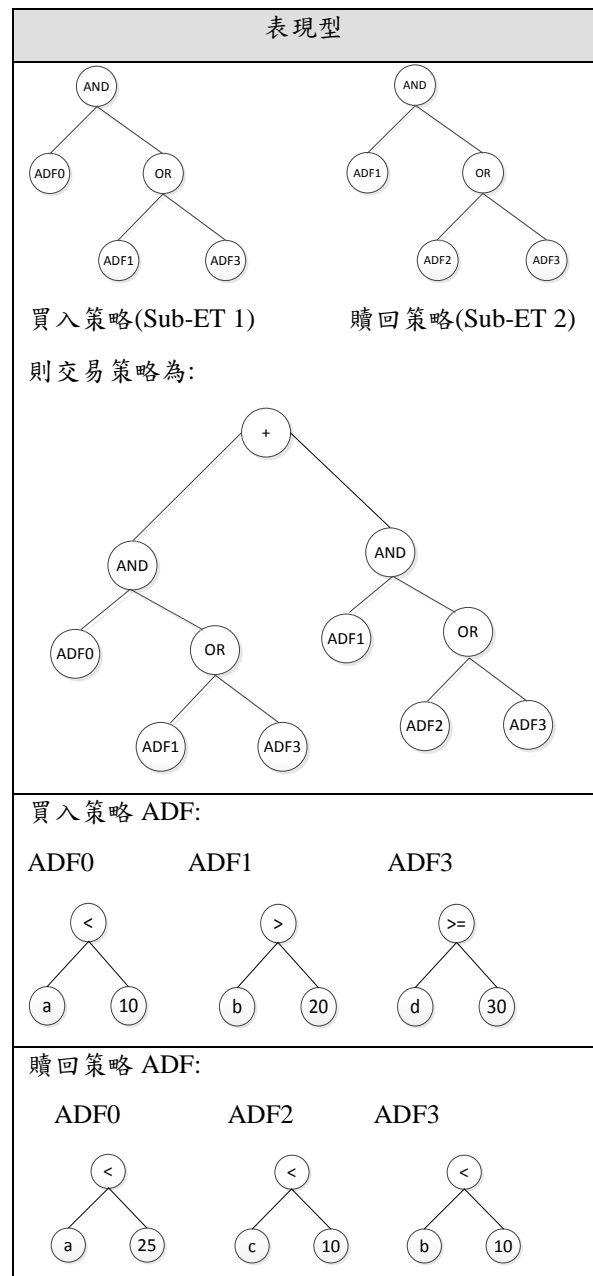 表現型
AND AND
ADF0 OR ADF1 OR
ADF1 ADF3 ADF2 ADF3
買入策略(Sub-ET 1) 贖回策略(Sub-ET 2)
則交易策略為:
+
AND AND
ADF0 OR ADF1 OR
ADF1 ADF3 ADF2 ADF3
買入策略 ADF:
ADF0 ADF1 ADF3
< > >=
a 10 b 20 d 30
贖回策略 ADF:
ADF0 ADF2 ADF3
< < <
a 25 c 10 b 10